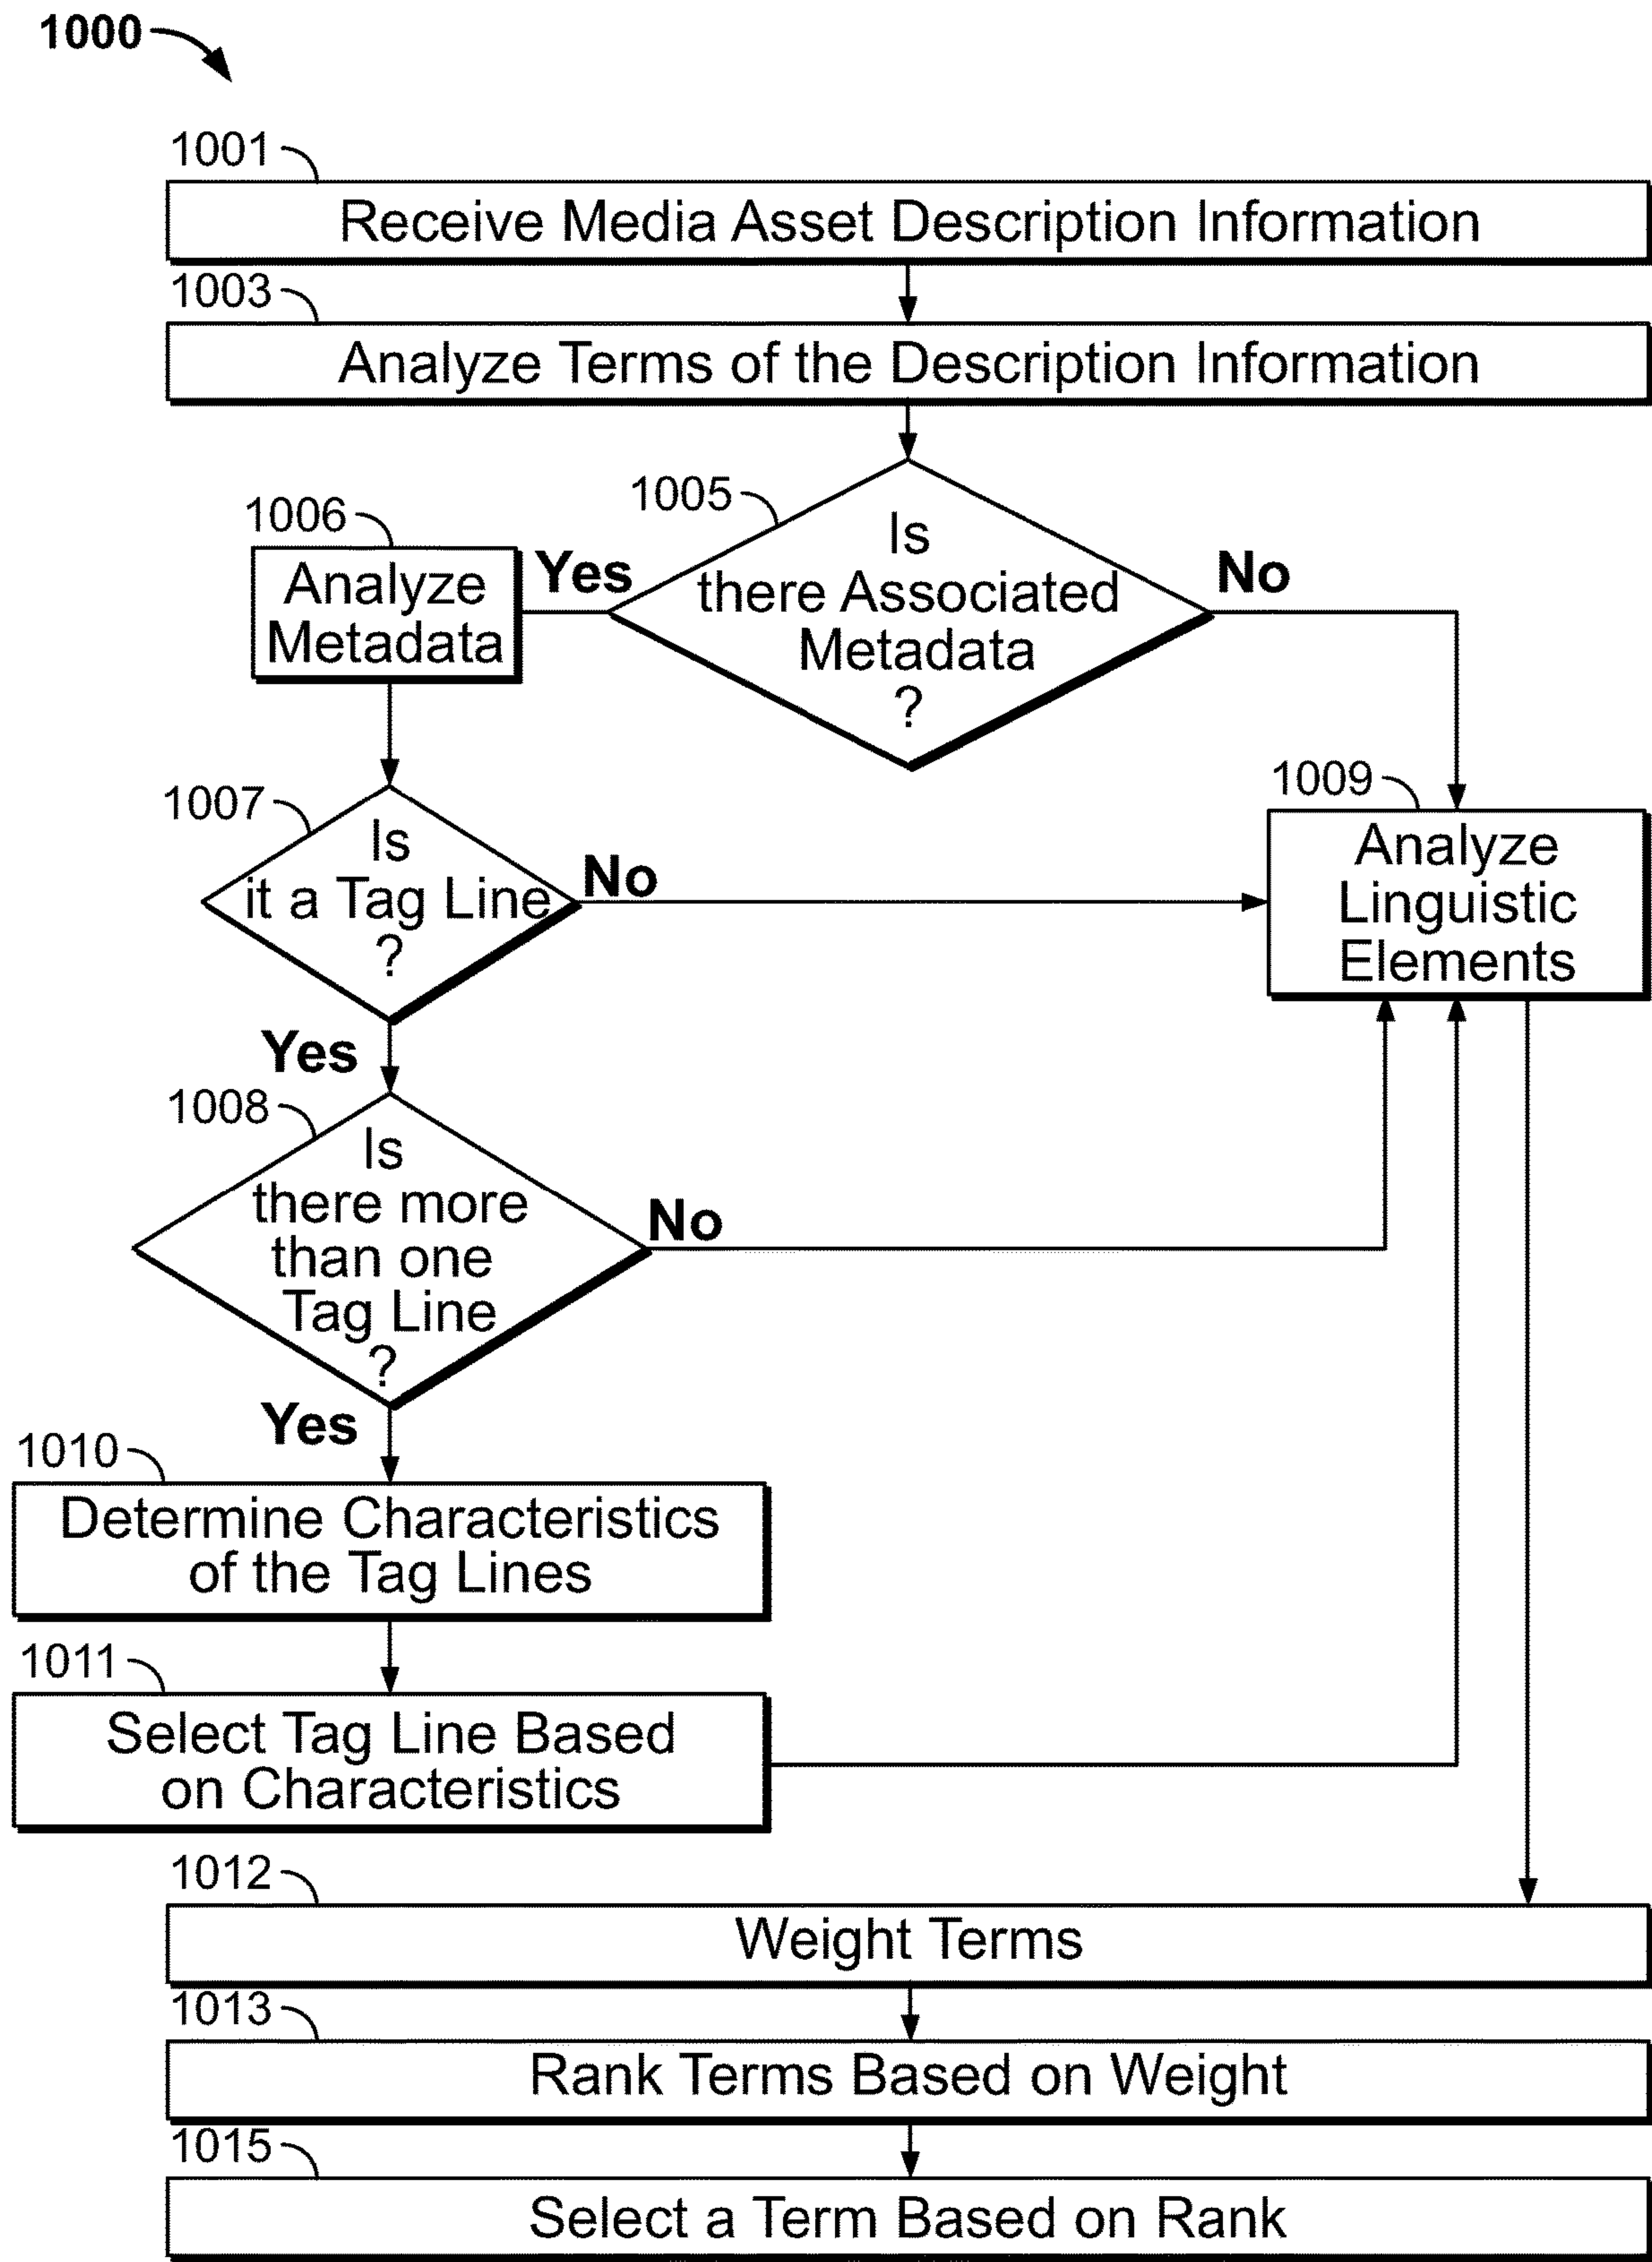 1000
1001
Receive Media Asset Description Information
1003
Analyze Terms of the Description Information
1005
Is
there Associated
Metadata
?
Yes
No
1006
Analyze
Metadata
1007
Is
it a Tag Line
?
No
Yes
1009
Analyze
Linguistic
Elements
1008
Is
there more
than one
Tag Line
?
No
Yes
1010
Determine Characteristics
of the Tag Lines
1011
Select Tag Line Based
on Characteristics
1012
Weight Terms
1013
Rank Terms Based on Weight
1015
Select a Term Based on Rank